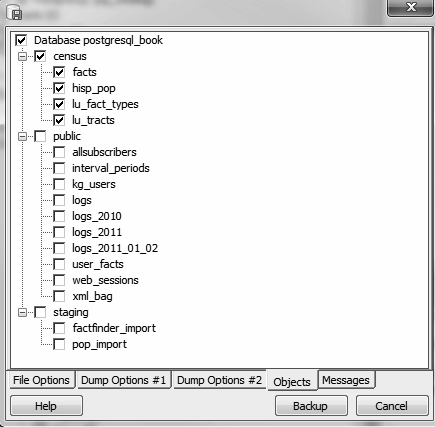 Database postgresql_book
census
facts
hisp_pop
lu_fact_types
lu_tracts
public
allsubscribers
interval_periods
kg_users
logs
logs_2010
logs_2011
logs_2011_01_02
user_facts
web_sessions
xml_bag
staging
factfinder_import
pop_import
File Options Dump Options #1 Dump Options #2 Objects Messages
Help Backup Cancel